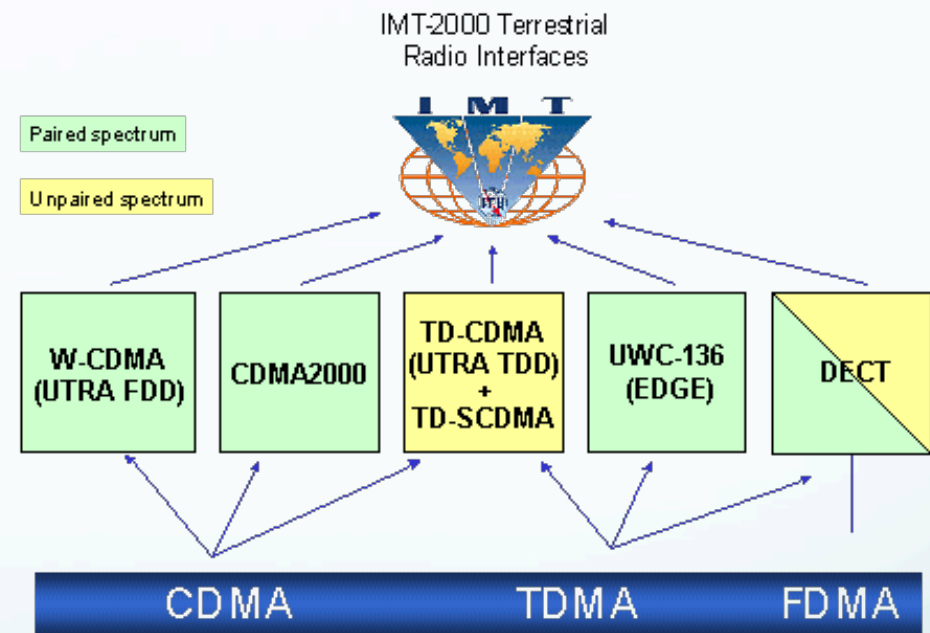 IMT-2000 Terrestrial
Radio Interfaces
I M T
Paired spectrum
Unpaired spectrum
ITU
W-CDMA
(UTRA FDD)
CDMA2000
TD-CDMA
(UTRA TDD)
+
TD-SCDMA
UWC-136
(EDGE)
DECT
CDMA
TDMA
FDMA